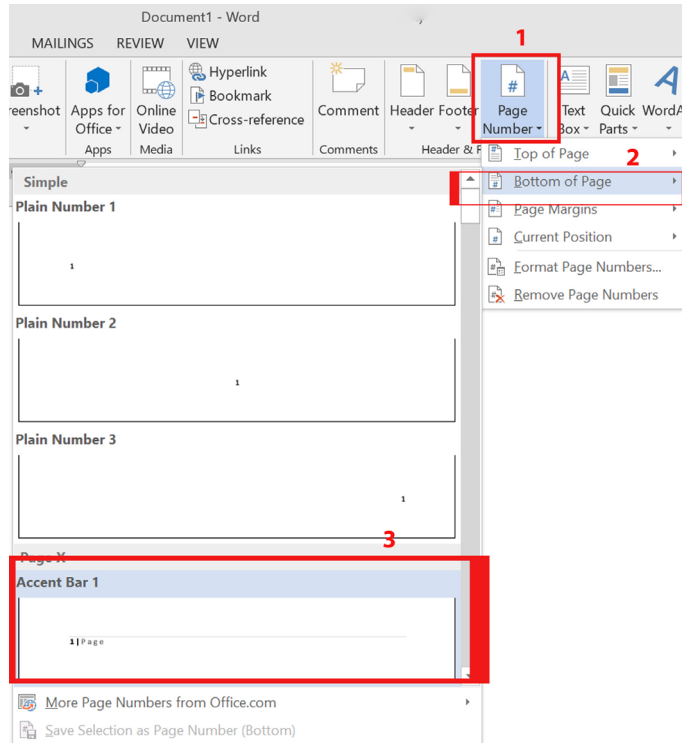 Document1 - Word
MAILINGS REVIEW VIEW
1
Hyperlink
Bookmark
Cross-reference
reenshot Apps for Office Online Video Comment Header Footer Page Number Text Box Quick Parts WordA
Apps Media Links Comments Header & F
Top of Page
2
Bottom of Page
Page Margins
Current Position
Format Page Numbers...
Remove Page Numbers
Simple
Plain Number 1
1
Plain Number 2
1
Plain Number 3
1
3
Page X
Accent Bar 1
1 | Page
More Page Numbers from Office.com
Save Selection as Page Number (Bottom)